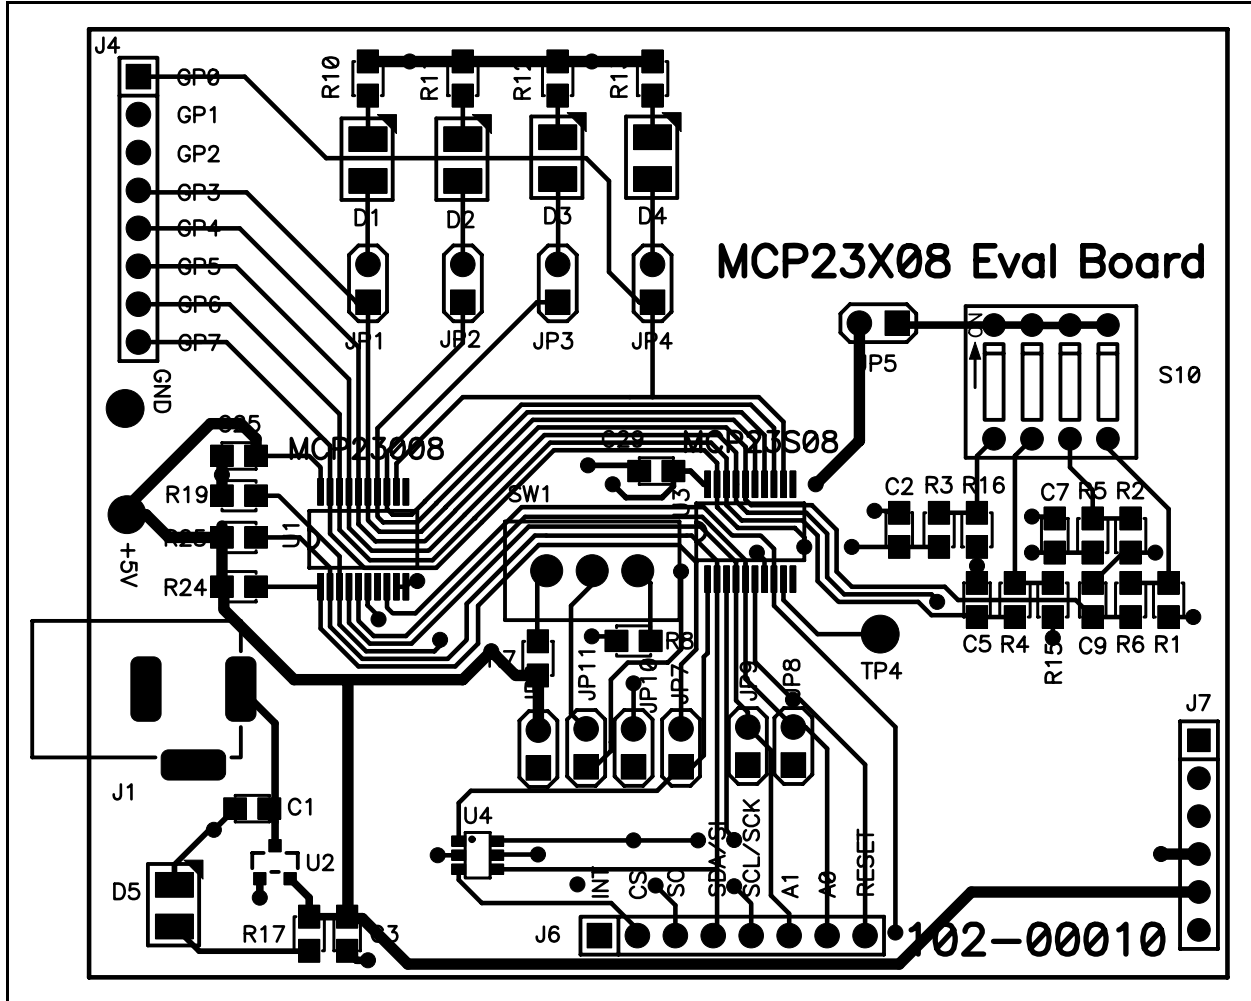 J4
GP0
GP1
GP2
GP3
GP4
GP5
GP6
GP7
GND
+5V
R10
D1
D2
D3
D4
JP1
JP2
JP3
JP4
MCP23X08 Eval Board
JP5
ON
S10
MCP23008
MCP23S08
C29
SW1
U1
U3
R19
R24
C2
R3
R16
C7
R5
R2
C5
R4
R15
C9
R6
R1
TP4
R8
JP11
JP10
JP7
JP9
JP8
J7
J1
C1
U2
U4
D5
R17
J6
INT
CS
SO
SDA/SI
SCL/SCK
A1
A0
RESET
102-00010